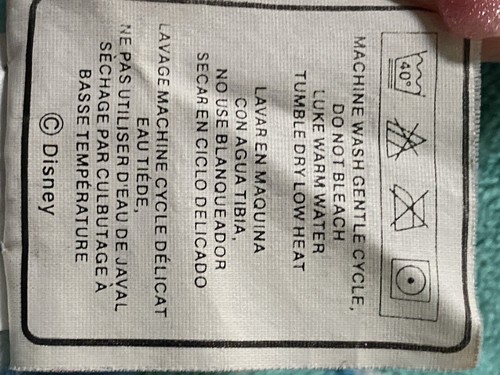 40°
MACHINE WASH GENTLE CYCLE,
DO NOT BLEACH
LUKE WARM WATER
TUMBLE DRY LOW HEAT
LAVAR EN MAQUINA
CON AGUA TIBIA,
NO USE BLANQUEADOR
SECAR EN CICLO DELICADO
LAVAGE MACHINE CYCLE DÉLICAT
EAU TIÉDE,
NE PAS UTILISER D'EAU DE JAVAL
SÉCHAGE PAR CULBUTAGE À
BASSE TEMPÉRATURE
© Disney